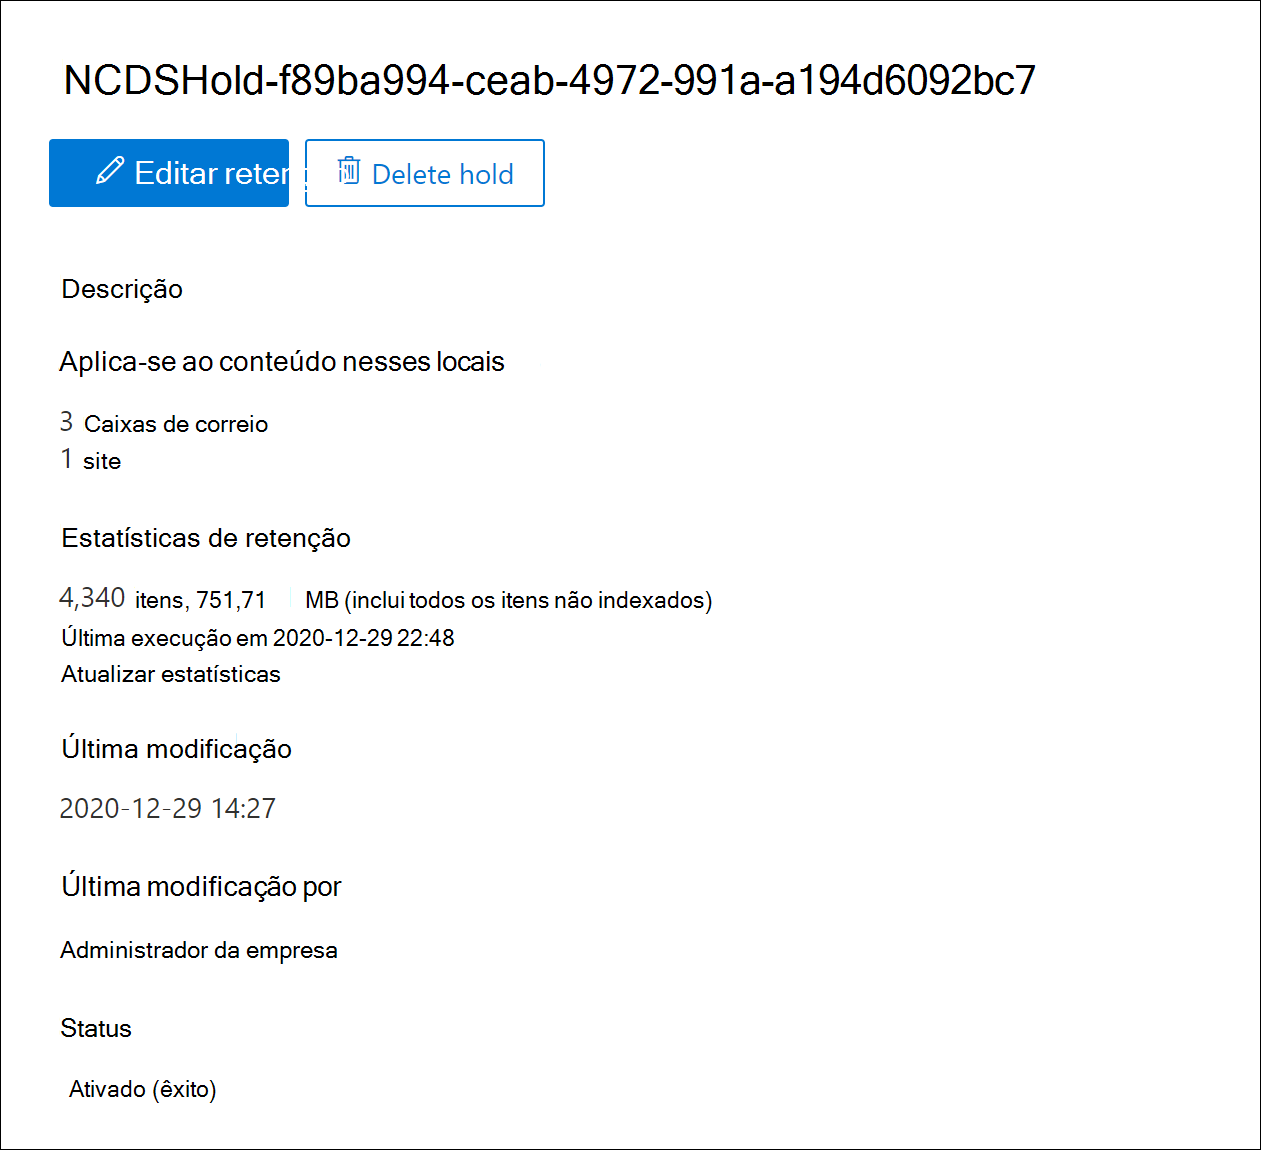 NCDSHold-f89ba994-ceab-4972-991a-a194d6092bc7
Editar reten Delete hold
Descrição
Aplica-se ao conteúdo nesses locais
3 Caixas de correio
1 site
Estatísticas de retenção
4,340 itens, 751,71 MB (inclui todos os itens não indexados)
Última execução em 2020-12-29 22:48
Atualizar estatísticas
Última modificação
2020-12-29 14:27
Última modificação por
Administrador da empresa
Status
Ativado (êxito)